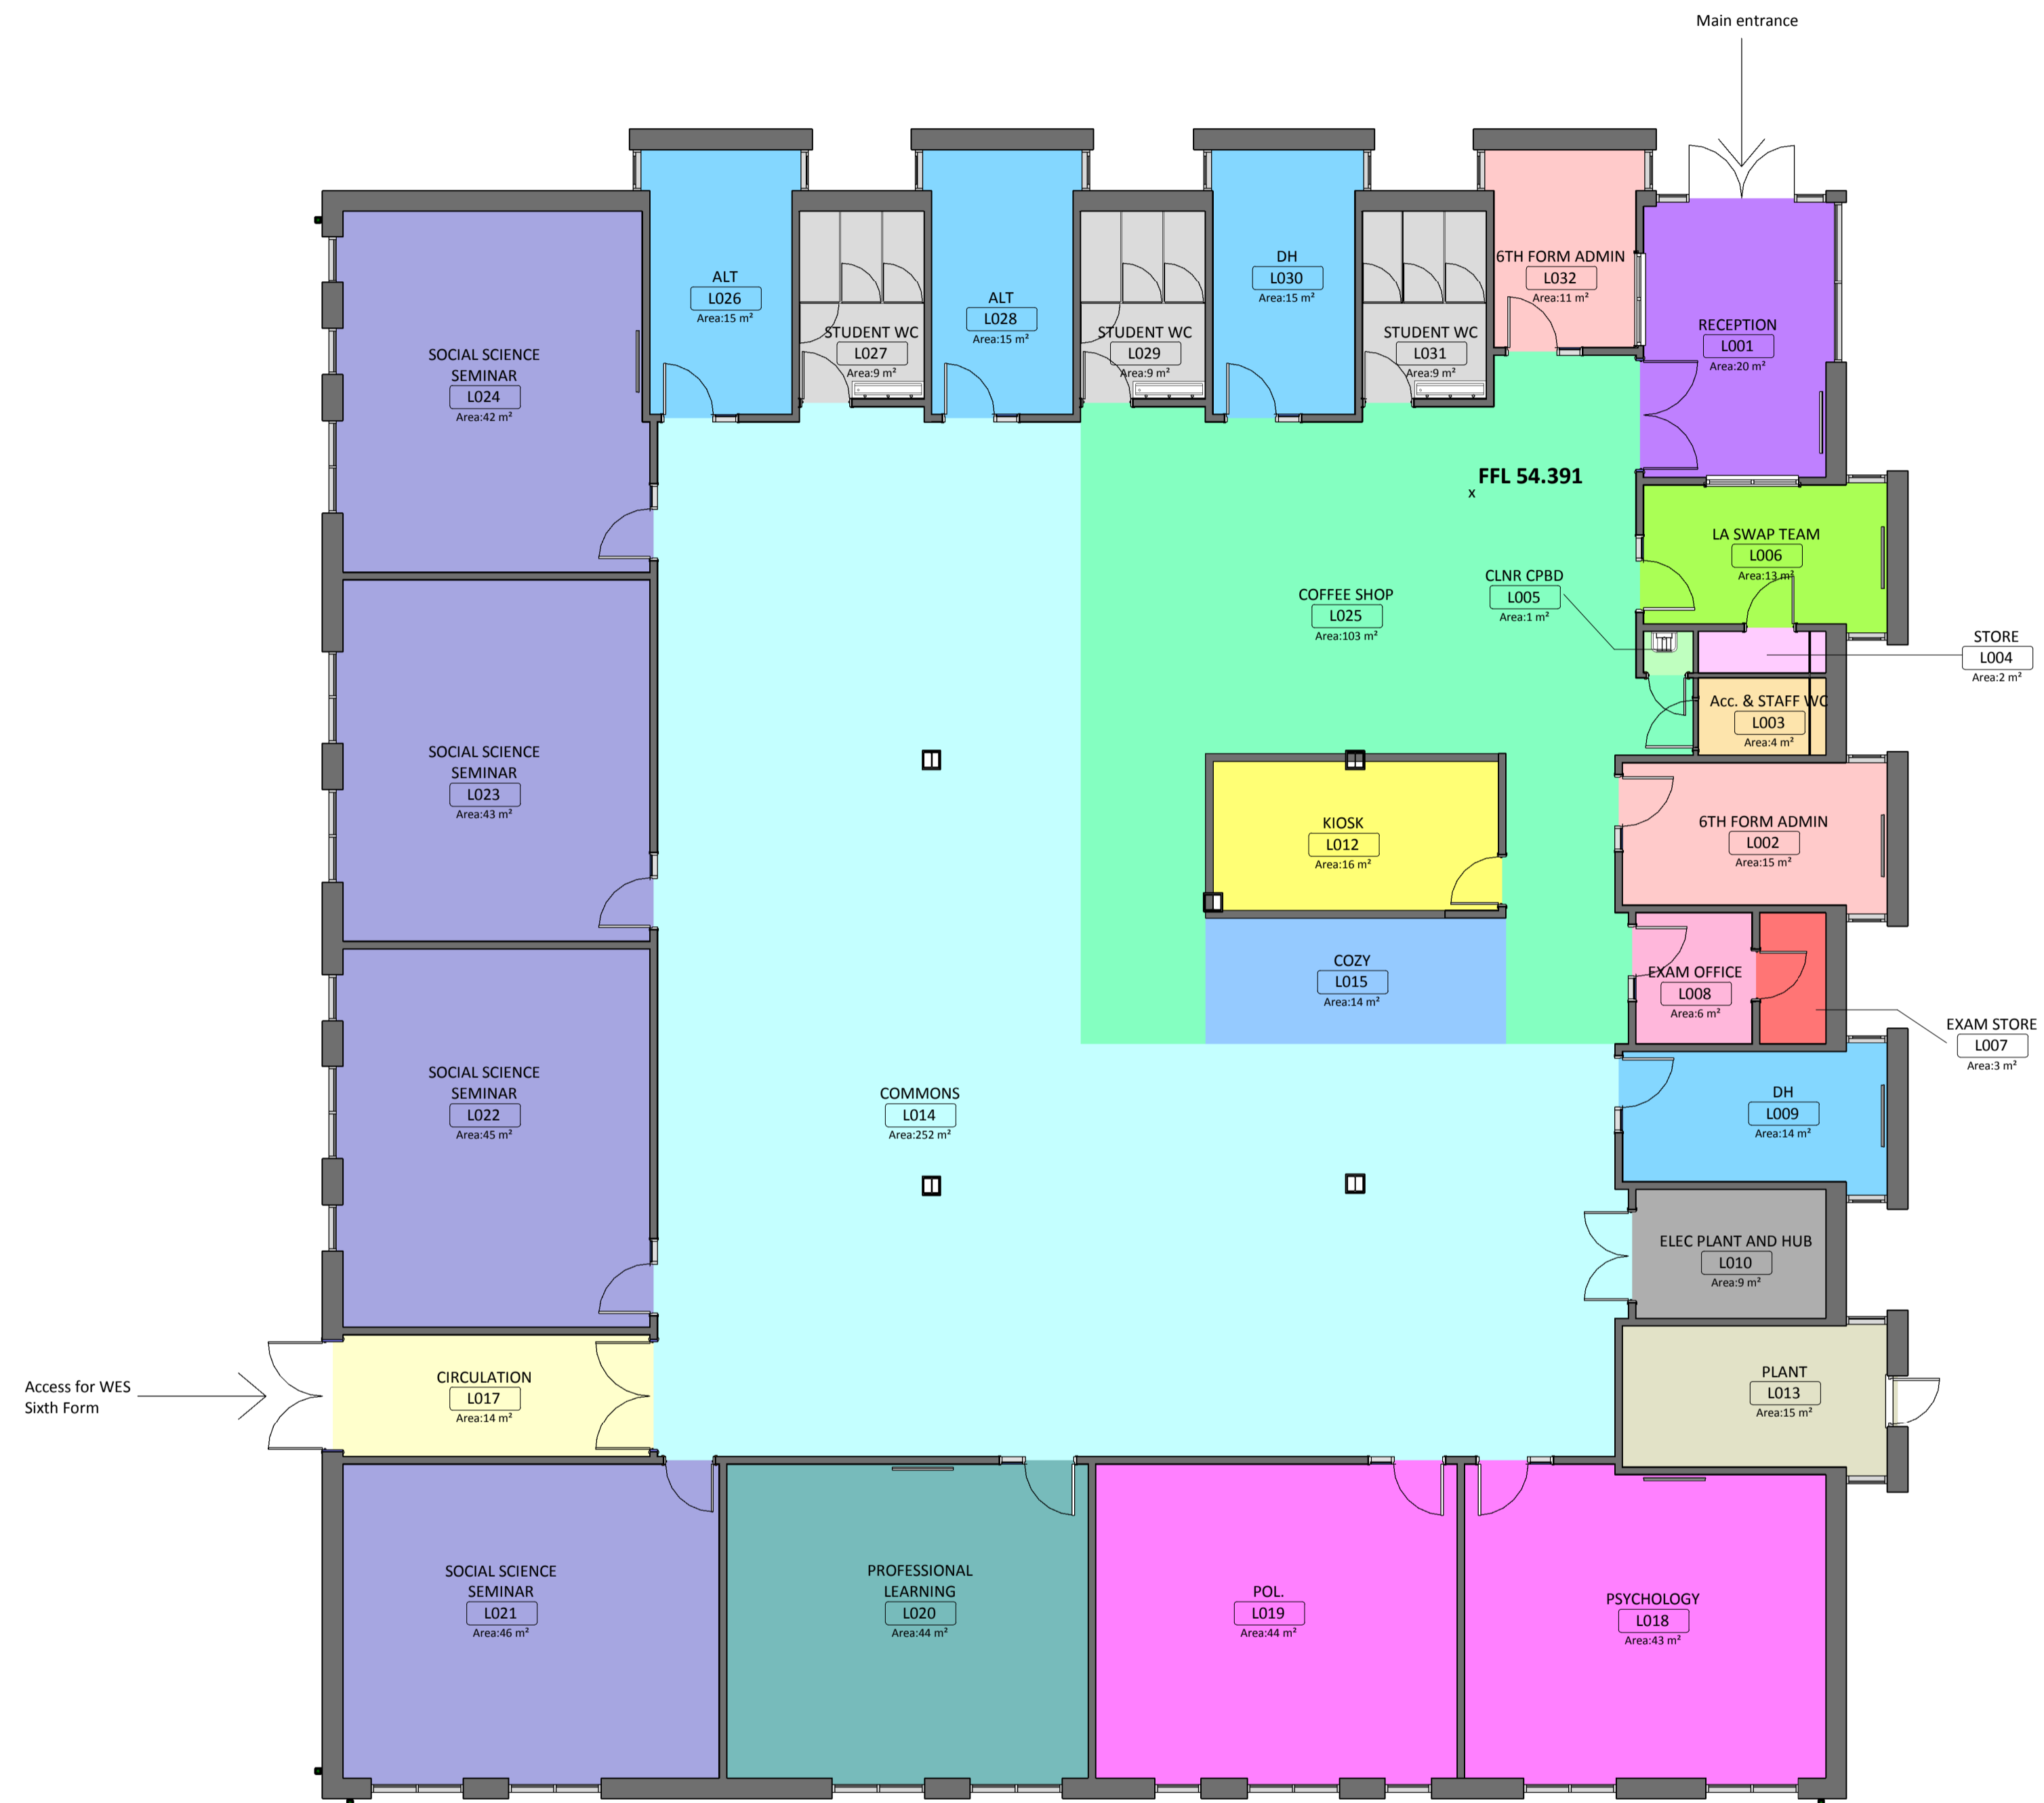 Main entrance
ALT
L026
Area:15 m²
STUDENT WC
L027
Area:9 m²
ALT
L028
Area:15 m²
STUDENT WC
L029
Area:9 m²
DH
L030
Area:15 m²
STUDENT WC
L031
Area:9 m²
6TH FORM ADMIN
L032
Area:11 m²
RECEPTION
L001
Area:20 m²
SOCIAL SCIENCE
SEMINAR
L024
Area:42 m²
FFL 54.391
x
LA SWAP TEAM
L006
Area:13 m²
CLNR CPBD
L005
Area:1 m²
COFFEE SHOP
L025
Area:103 m²
STORE
L004
Area:2 m²
Acc. & STAFF WC
L003
Area:4 m²
SOCIAL SCIENCE
SEMINAR
L023
Area:43 m²
KIOSK
L012
Area:16 m²
6TH FORM ADMIN
L002
Area:15 m²
COZY
L015
Area:14 m²
EXAM OFFICE
L008
Area:6 m²
EXAM STORE
L007
Area:3 m²
SOCIAL SCIENCE
SEMINAR
L022
Area:45 m²
COMMONS
L014
Area:252 m²
DH
L009
Area:14 m²
ELEC PLANT AND HUB
L010
Area:9 m²
Access for WES
Sixth Form
CIRCULATION
L017
Area:14 m²
PLANT
L013
Area:15 m²
SOCIAL SCIENCE
SEMINAR
L021
Area:46 m²
PROFESSIONAL
LEARNING
L020
Area:44 m²
POL.
L019
Area:44 m²
PSYCHOLOGY
L018
Area:43 m²